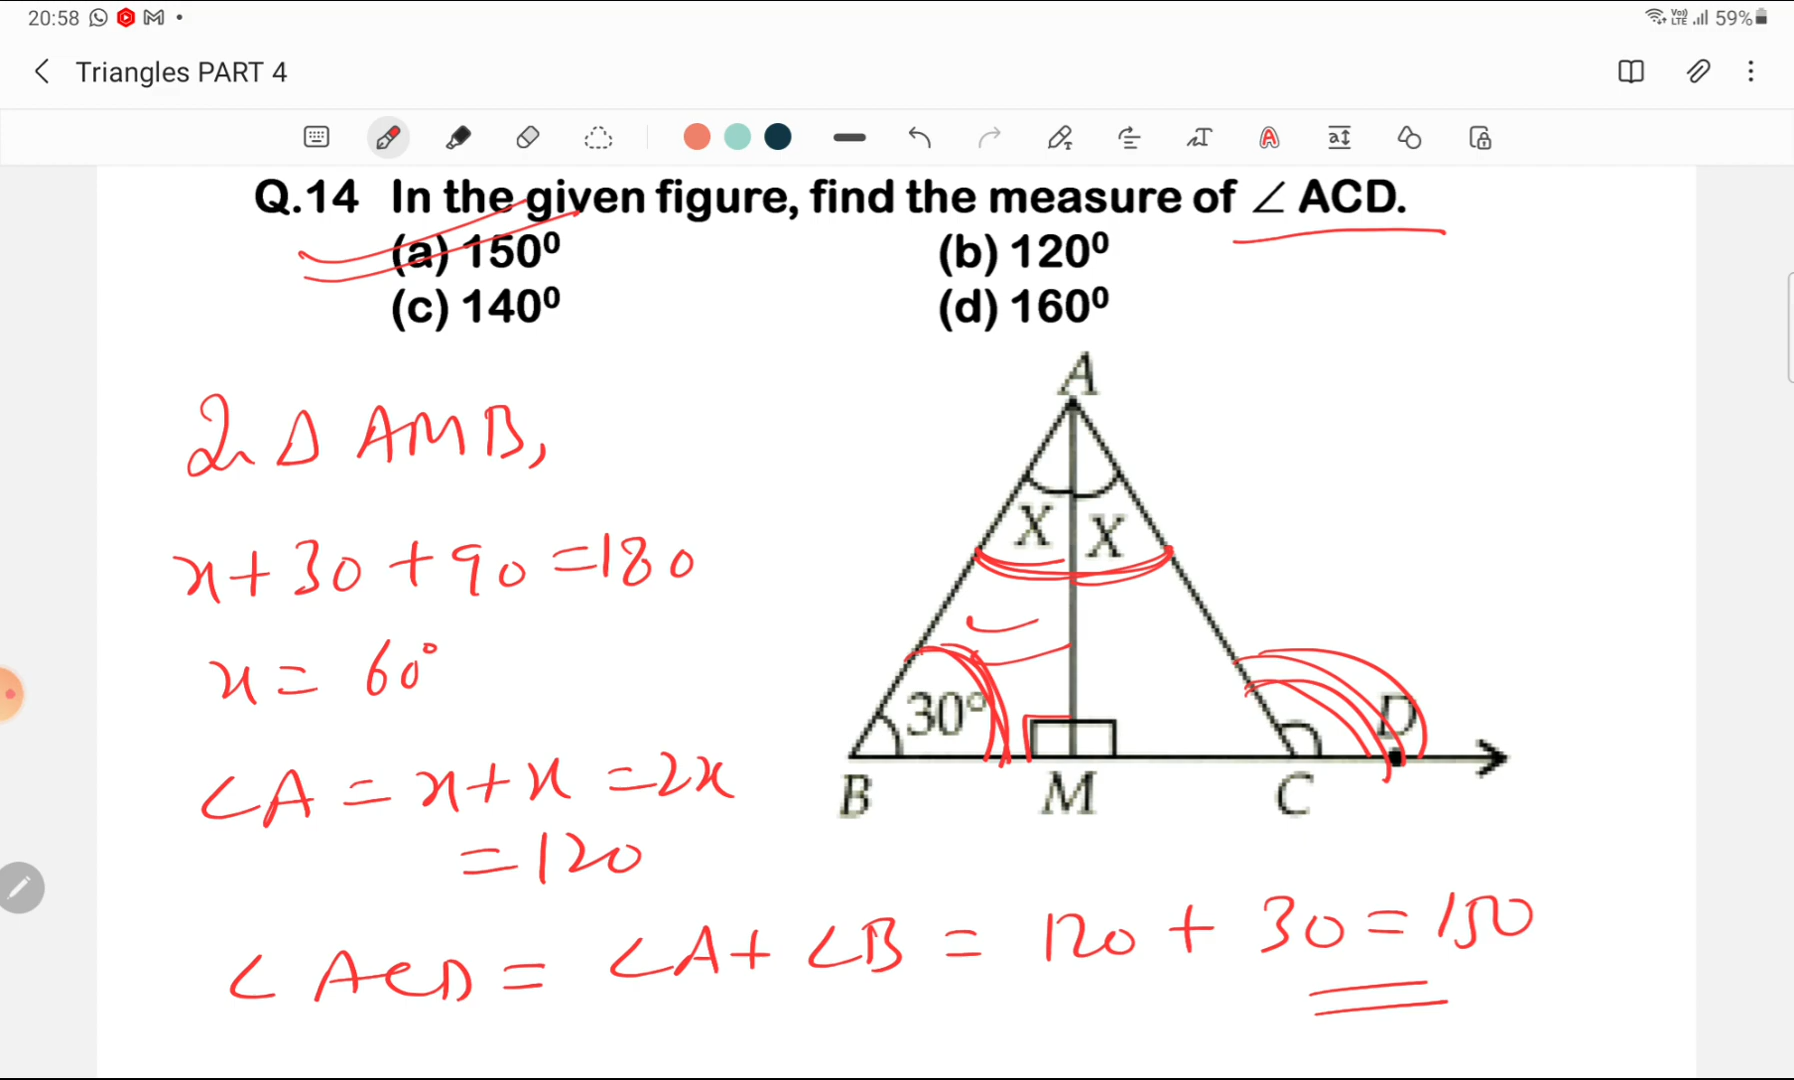 20:58 59%
Triangles PART 4
Q.14 In the given figure, find the measure of ∠ ACD.
(a) 150⁰ (b) 120⁰
(c) 140⁰ (d) 160⁰
A
X X
30°
D
B M C
In Δ AMB,
x+30+90=180
x= 60°
∠A = x+x =2x
=120
∠ACD = ∠A+ ∠B = 120 + 30 = 150